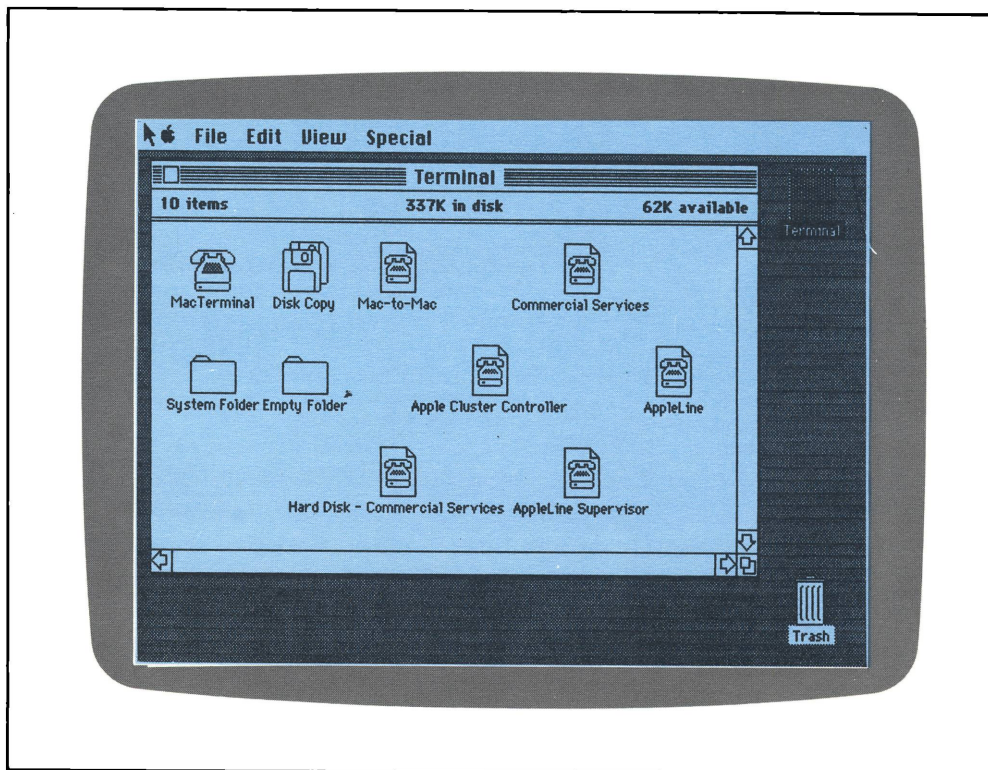 File Edit View Special
Terminal
10 items 337K in disk 62K available
Terminal
MacTerminal Disk Copy Mac-to-Mac Commercial Services
System Folder Empty Folder Apple Cluster Controller AppleLine
Hard Disk - Commercial Services AppleLine Supervisor
Trash